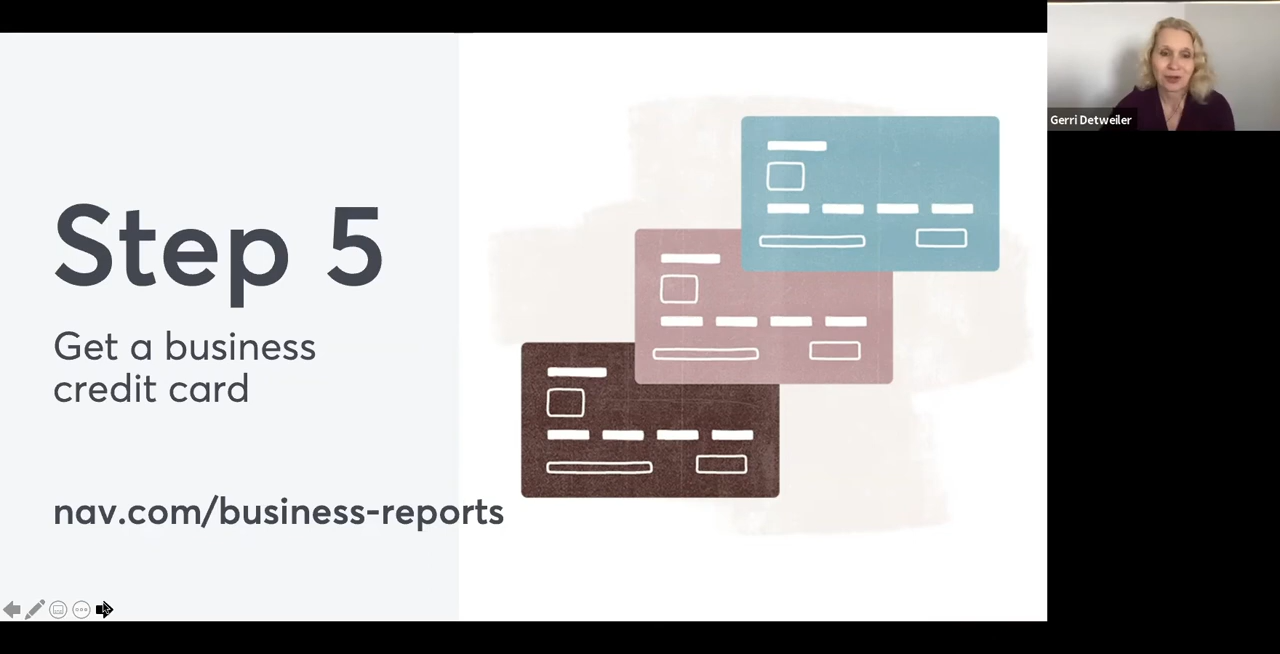 Step 5
Get a business
credit card
nav.com/business-reports
Gerri Detweiler